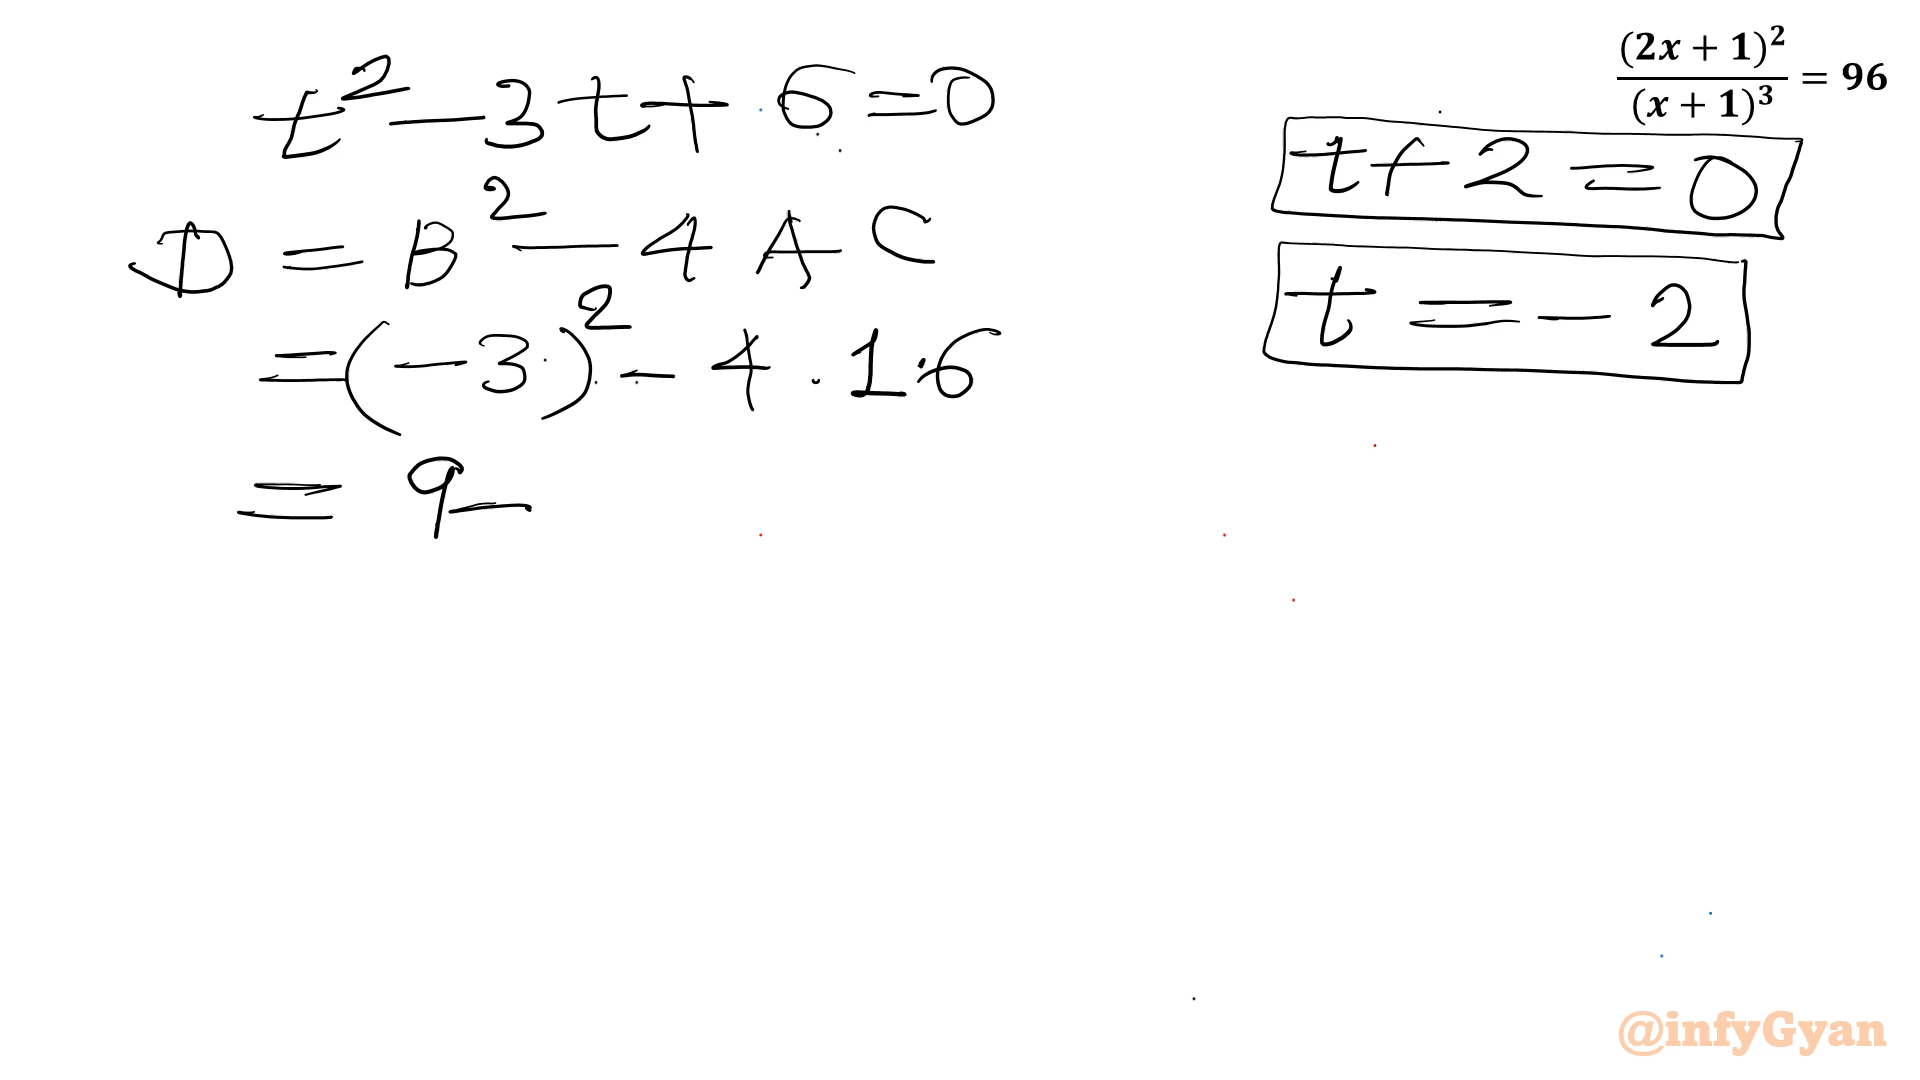 t² - 3t + 6 = 0
D = B² - 4AC
= (-3)² - 4 . 1 . 6
= 9 -
(2x + 1)² / (x + 1)³ = 96
t + 2 = 0
t = - 2
@infyGyan